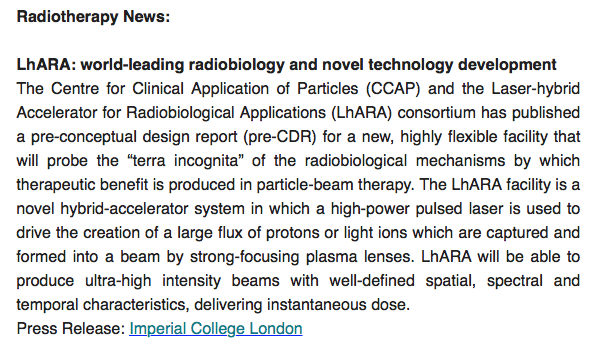 Radiotherapy News:
LhARA: world-leading radiobiology and novel technology development
The Centre for Clinical Application of Particles (CCAP) and the Laser-hybrid
Accelerator for Radiobiological Applications (LhARA) consortium has published
a pre-conceptual design report (pre-CDR) for a new, highly flexible facility that
will probe the “terra incognita” of the radiobiological mechanisms by which
therapeutic benefit is produced in particle-beam therapy. The LhARA facility is a
novel hybrid-accelerator system in which a high-power pulsed laser is used to
drive the creation of a large flux of protons or light ions which are captured and
formed into a beam by strong-focusing plasma lenses. LhARA will be able to
produce ultra-high intensity beams with well-defined spatial, spectral and
temporal characteristics, delivering instantaneous dose.
Press Release: Imperial College London